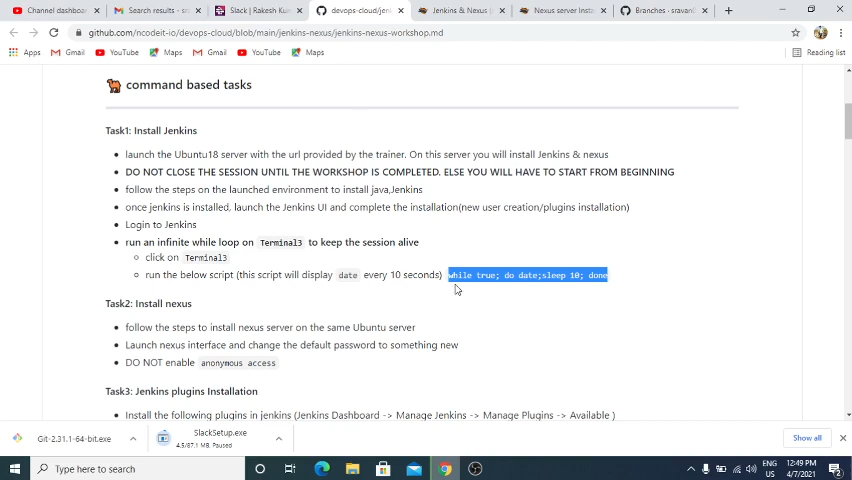 Channel dashboar
Search results - sra
Slack | Rakesh Kum
devops-cloud/jenk
Jenkins & Nexus (p
Nexus server Insta
Branches · sravan
github.com/ncodeit-io/devops-cloud/blob/main/jenkins-nexus/jenkins-nexus-workshop.md
Apps
Gmail
YouTube
Maps
Gmail
YouTube
Maps
Reading list
command based tasks
Task1: Install Jenkins
launch the Ubuntu18 server with the url provided by the trainer. On this server you will install Jenkins & nexus
DO NOT CLOSE THE SESSION UNTIL THE WORKSHOP IS COMPLETED. ELSE YOU WILL HAVE TO START FROM BEGINNING
follow the steps on the launched environment to install java,Jenkins
once jenkins is installed, launch the Jenkins UI and complete the installation(new user creation/plugins installation)
Login to Jenkins
run an infinite while loop on Terminal3 to keep the session alive
click on Terminal3
run the below script (this script will display date every 10 seconds) while true; do date;sleep 10; done
Task2: Install nexus
follow the steps to install nexus server on the same Ubuntu server
Launch nexus interface and change the default password to something new
DO NOT enable anonymous access
Task3: Jenkins plugins Installation
Install the following plugins in jenkins (Jenkins Dashboard -> Manage Jenkins -> Manage Plugins -> Available )
Git-2.31.1-64-bit.exe
SlackSetup.exe
4.5/87.1 MB, Paused
Show all
Type here to search
ENG
US
12:49 PM
4/7/2021
2